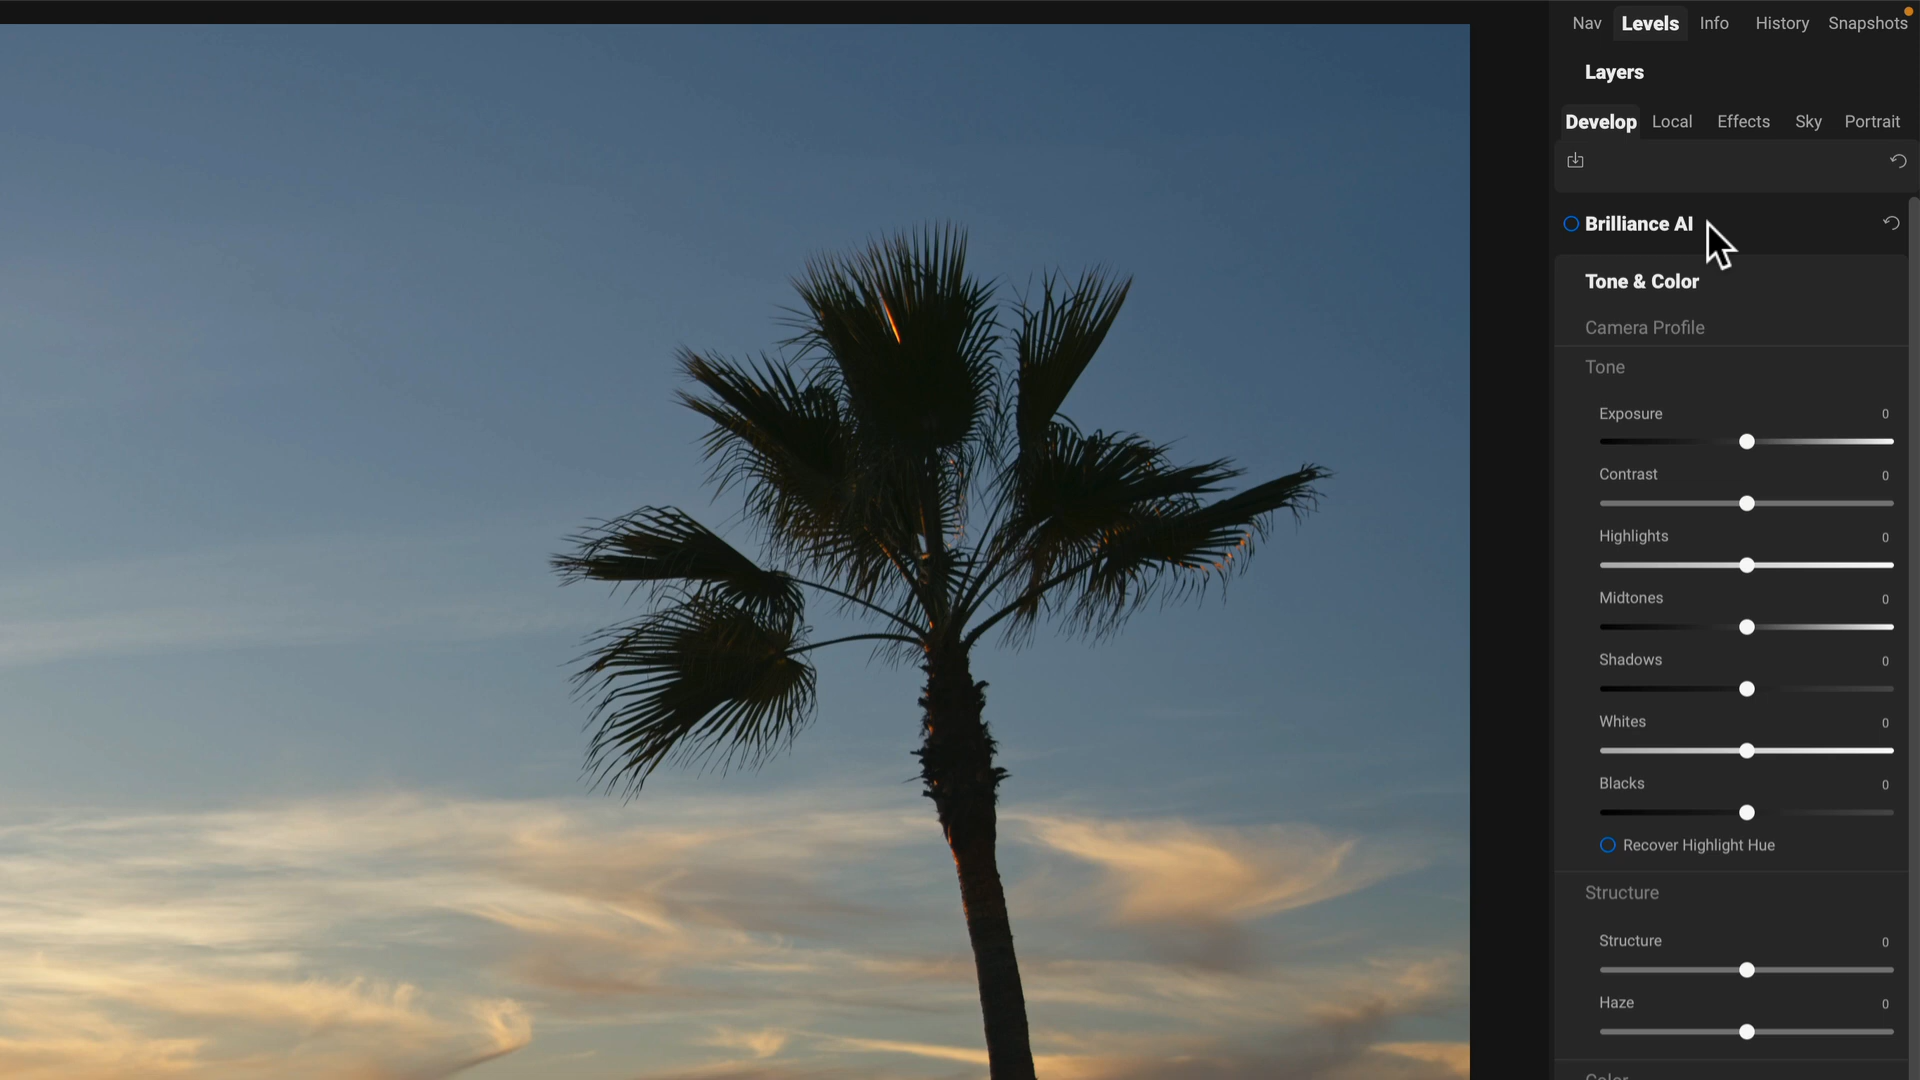 Nav Levels Info History Snapshots
Layers
Develop Local Effects Sky Portrait
Brilliance AI
Tone & Color
Camera Profile
Tone
Exposure 0
Contrast 0
Highlights 0
Midtones 0
Shadows 0
Whites 0
Blacks 0
Recover Highlight Hue
Structure
Structure 0
Haze 0
Color